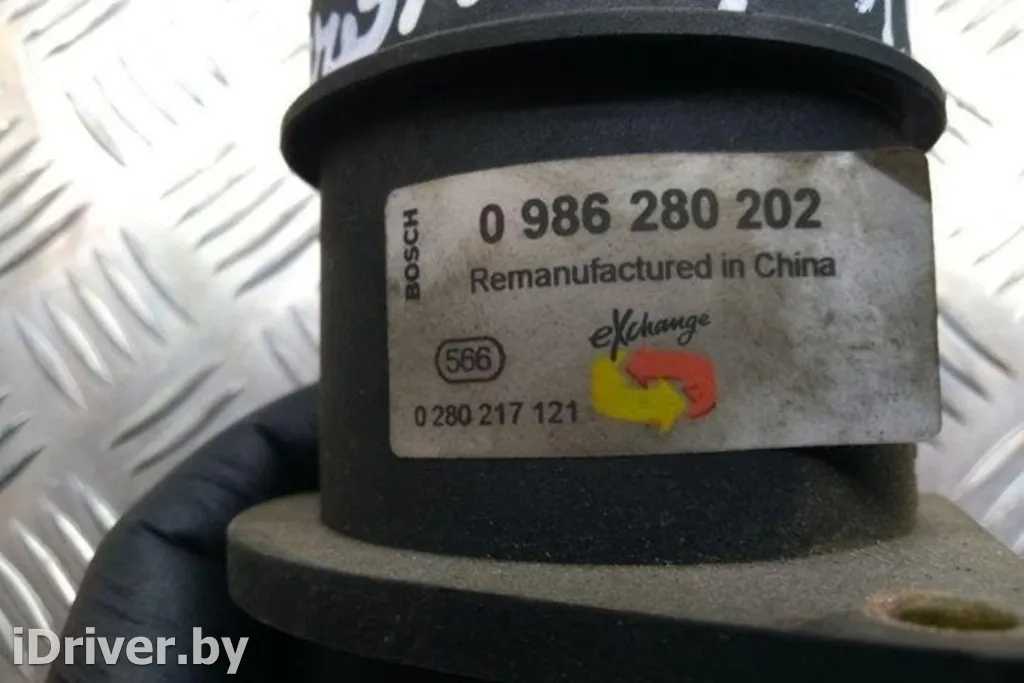 BOSCH
0 986 280 202
Remanufactured in China
eXchange
566
0 280 217 121
iDriver.by